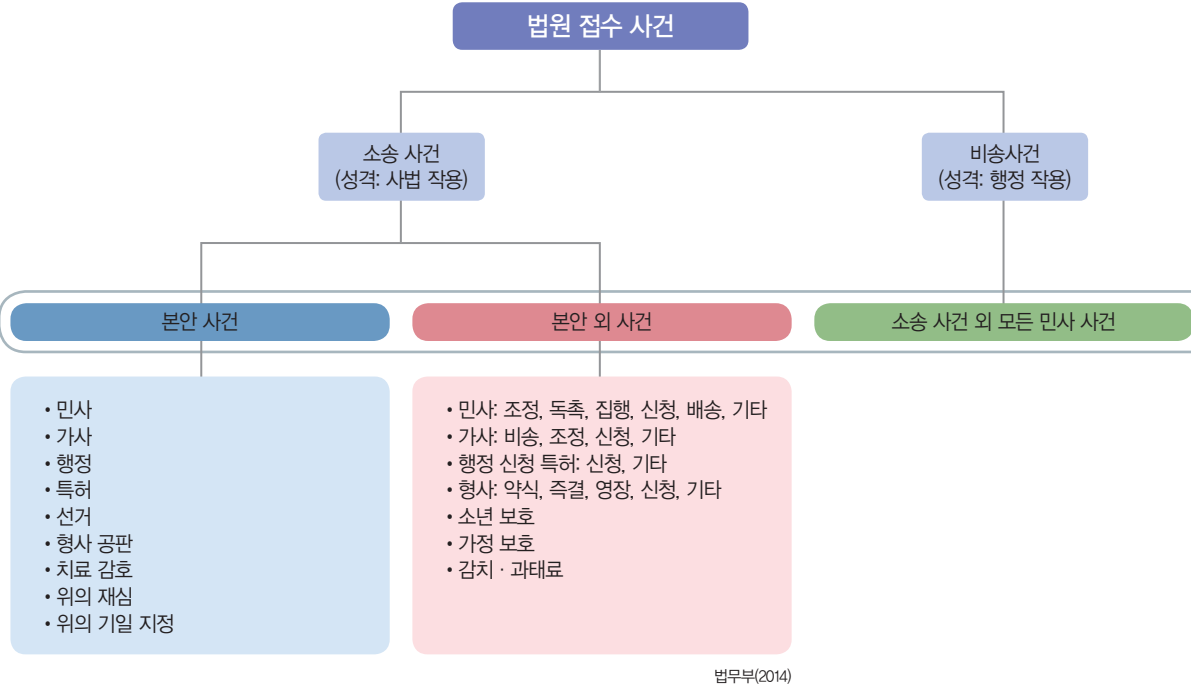 법원 접수 사건
소송 사건
(성격: 사법 작용)
비송사건
(성격: 행정 작용)
본안 사건
본안 외 사건
소송 사건 외 모든 민사 사건
• 민사
• 가사
• 행정
• 특허
• 선거
• 형사 공판
• 치료 감호
• 위의 재심
• 위의 기일 지정
• 민사: 조정, 독촉, 집행, 신청, 배송, 기타
• 가사: 비송, 조정, 신청, 기타
• 행정 신청 특허: 신청, 기타
• 형사: 약식, 즉결, 영장, 신청, 기타
• 소년 보호
• 가정 보호
• 감치 · 과태료
법무부(2014)